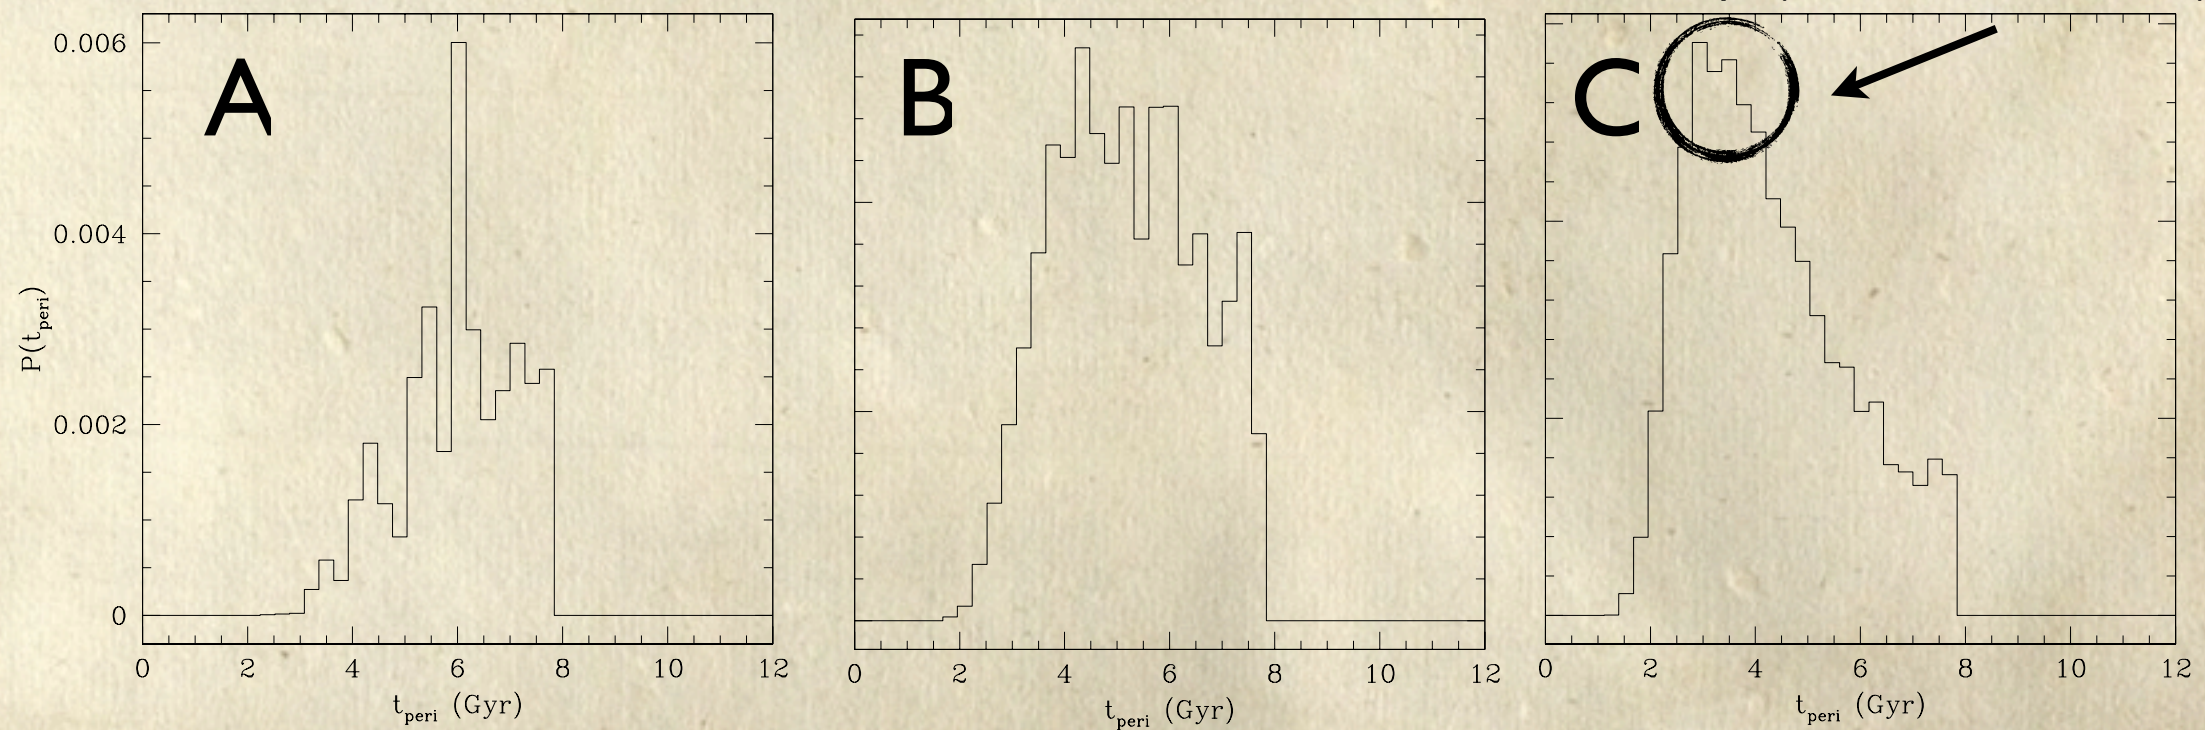 A
B
C
0.006
0.004
0.002
0
P(t_peri)
0 2 4 6 8 10 12
0 2 4 6 8 10 12
0 2 4 6 8 10 12
t_peri (Gyr)
t_peri (Gyr)
t_peri (Gyr)